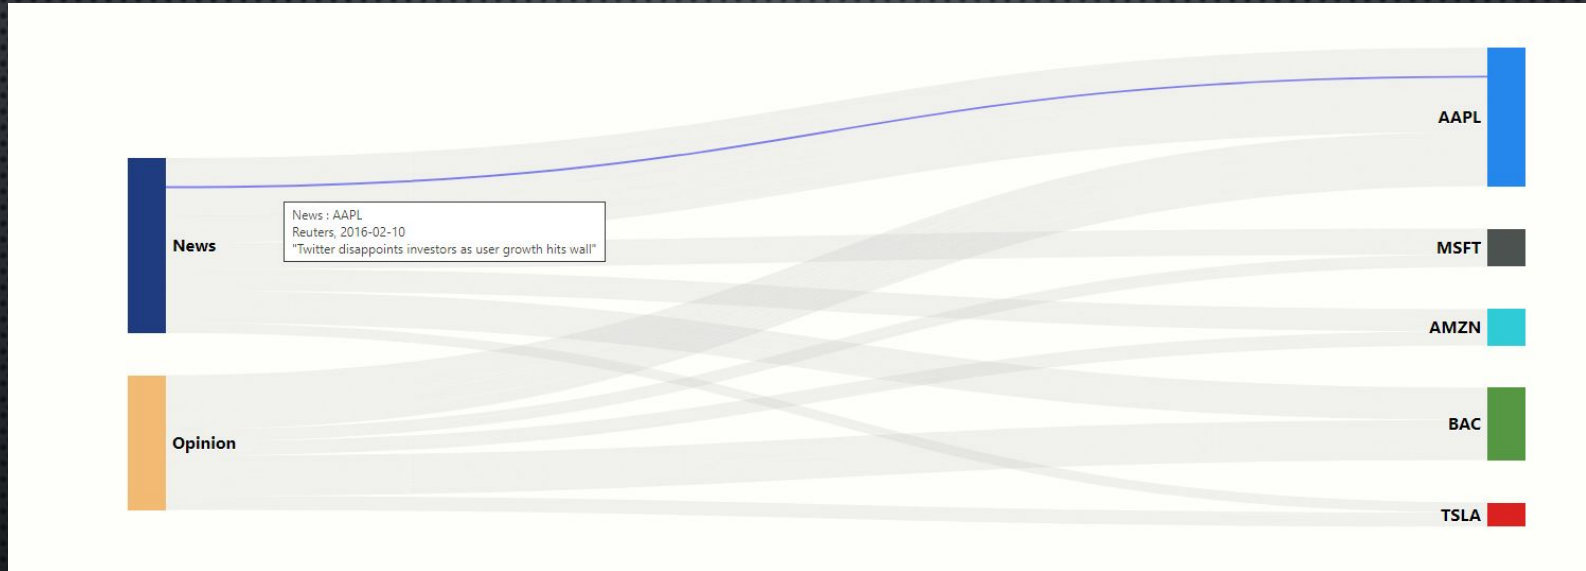 AAPL
News : AAPL
Reuters, 2016-02-10
"Twitter disappoints investors as user growth hits wall"
News
MSFT
AMZN
BAC
Opinion
TSLA